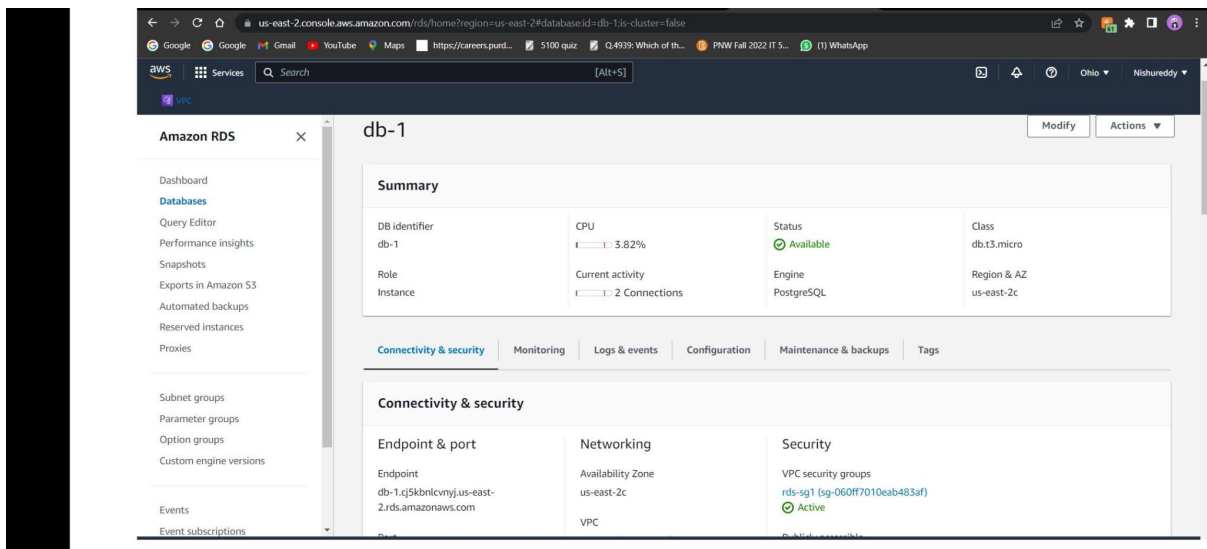 us-east-2.console.aws.amazon.com/rds/home?region=us-east-2#database:id=db-1;is-cluster=false
Google Google Gmail YouTube Maps https://careers.purd... 5100 quiz Q.4939: Which of th... PNW Fall 2022 IT 5... (1) WhatsApp
aws Services Search [Alt+S] Ohio Nishureddy
VPC
Amazon RDS
Dashboard
Databases
Query Editor
Performance insights
Snapshots
Exports in Amazon S3
Automated backups
Reserved instances
Proxies
Subnet groups
Parameter groups
Option groups
Custom engine versions
Events
Event subscriptions
db-1
Modify Actions
Summary
DB identifier CPU Status Class
db-1 3.82% Available db.t3.micro
Role Current activity Engine Region & AZ
Instance 2 Connections PostgreSQL us-east-2c
Connectivity & security Monitoring Logs & events Configuration Maintenance & backups Tags
Connectivity & security
Endpoint & port
Endpoint
db-1.cj5kbnlcvnyj.us-east-
2.rds.amazonaws.com
Networking
Availability Zone
us-east-2c
VPC
Security
VPC security groups
rds-sg1 (sg-060ff7010eab483af)
Active